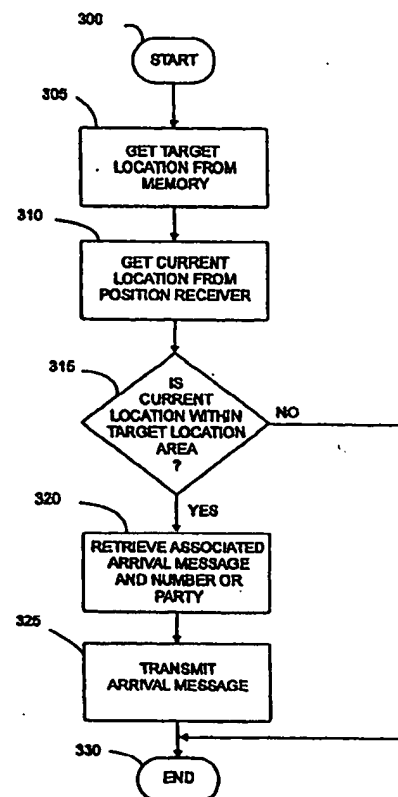 300
START
305
GET TARGET
LOCATION FROM
MEMORY
310
GET CURRENT
LOCATION FROM
POSITION RECEIVER
315
IS
CURRENT
LOCATION WITHIN
TARGET LOCATION
AREA
?
NO
YES
320
RETRIEVE ASSOCIATED
ARRIVAL MESSAGE
AND NUMBER OR
PARTY
325
TRANSMIT
ARRIVAL MESSAGE
330
END